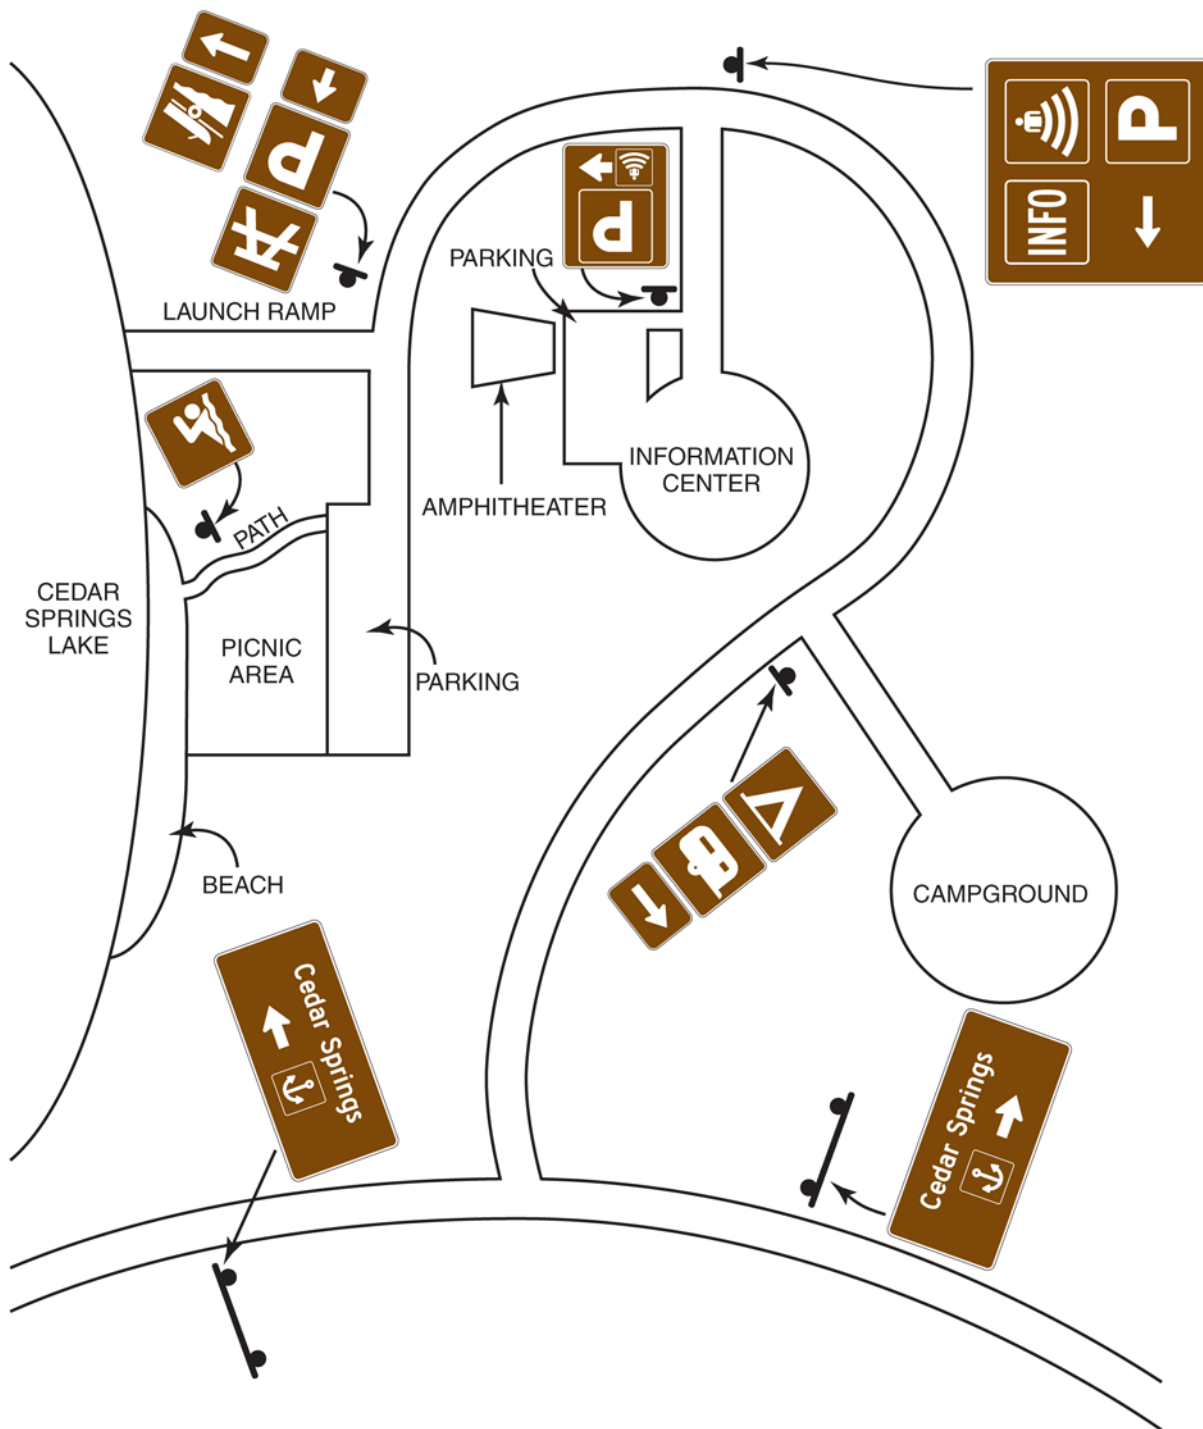 P
INFO
P
P
PARKING
LAUNCH RAMP
INFORMATION
CENTER
AMPHITHEATER
PATH
CEDAR
SPRINGS
LAKE
PICNIC
AREA
PARKING
BEACH
CAMPGROUND
Cedar Springs
Cedar Springs